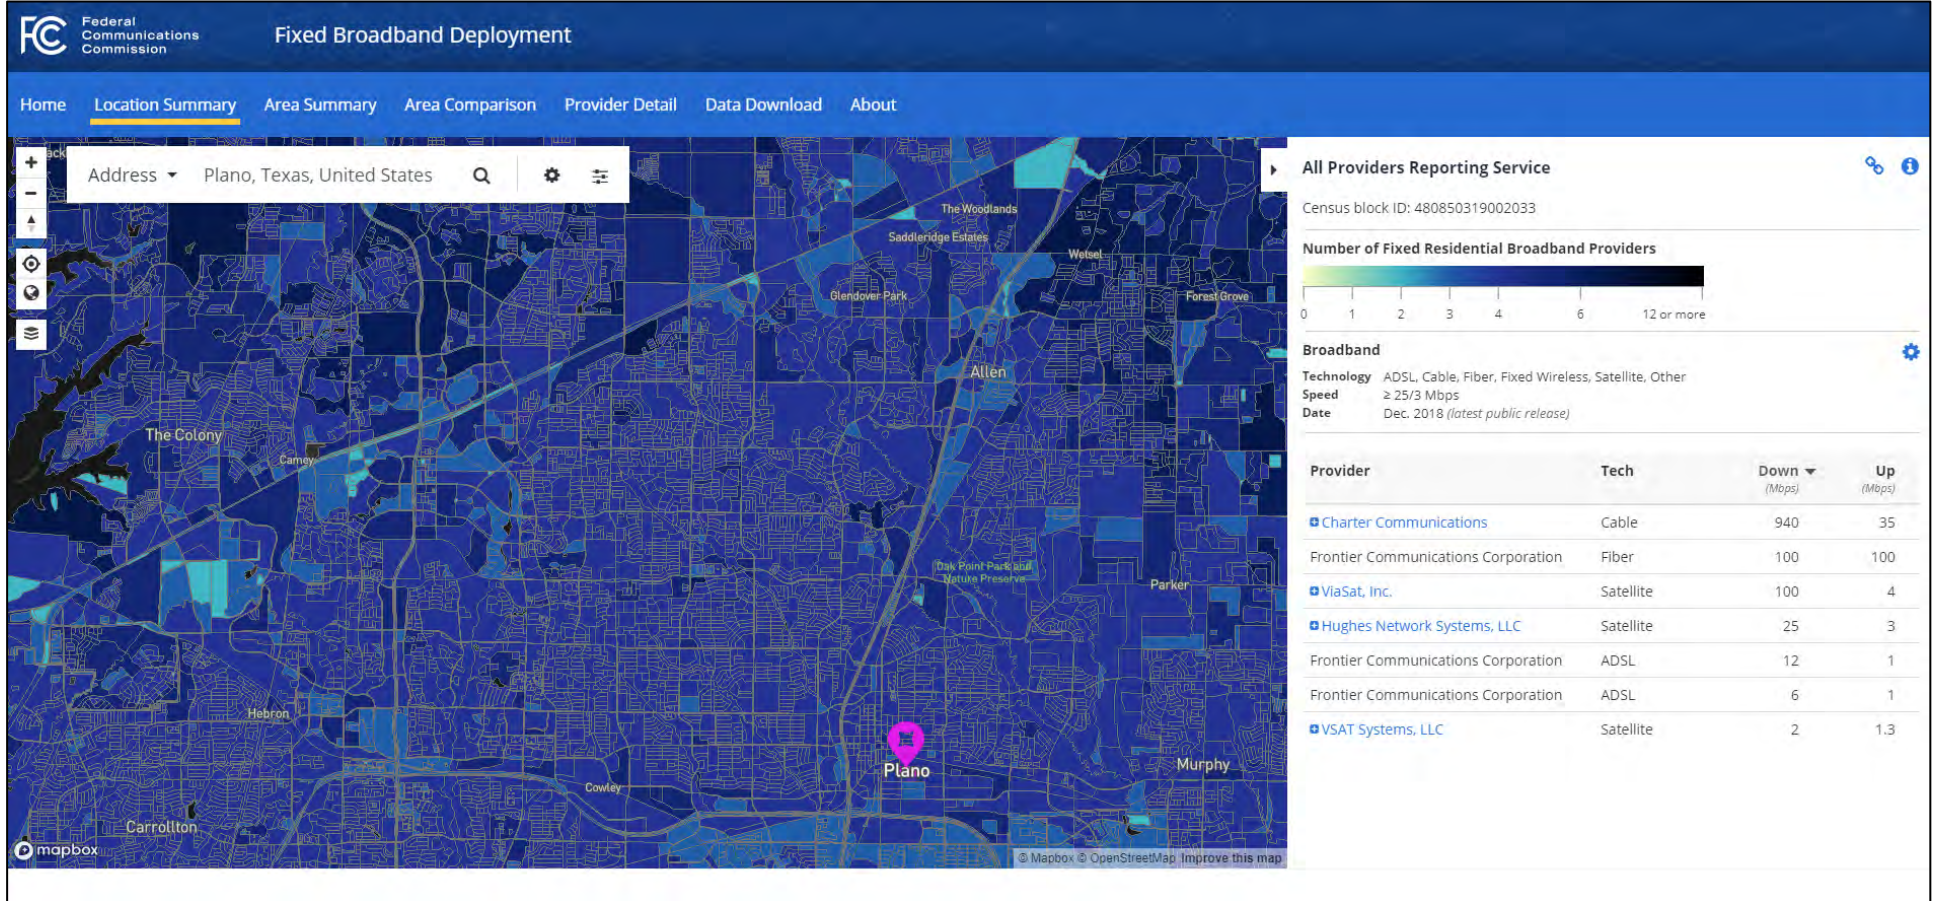 FC Federal
Communications
Commission
Fixed Broadband Deployment
Home Location Summary Area Summary Area Comparison Provider Detail Data Download About
Address Plano, Texas, United States
The Woodlands
Saddleridge Estates
Wetsel
Glendover Park
Forest Grove
Allen
The Colony
Camey
Oak Point Park and
Nature Preserve
Parker
Hebron
Plano
Murphy
Cowley
Carrollton
mapbox
© Mapbox © OpenStreetMap Improve this map
All Providers Reporting Service
Census block ID: 480850319002033
Number of Fixed Residential Broadband Providers
0 1 2 3 4 6 12 or more
Broadband
Technology ADSL, Cable, Fiber, Fixed Wireless, Satellite, Other
Speed ≥ 25/3 Mbps
Date Dec. 2018 (latest public release)
Provider Tech Down Up
(Mbps) (Mbps)
Charter Communications Cable 940 35
Frontier Communications Corporation Fiber 100 100
ViaSat, Inc. Satellite 100 4
Hughes Network Systems, LLC Satellite 25 3
Frontier Communications Corporation ADSL 12 1
Frontier Communications Corporation ADSL 6 1
VSAT Systems, LLC Satellite 2 1.3